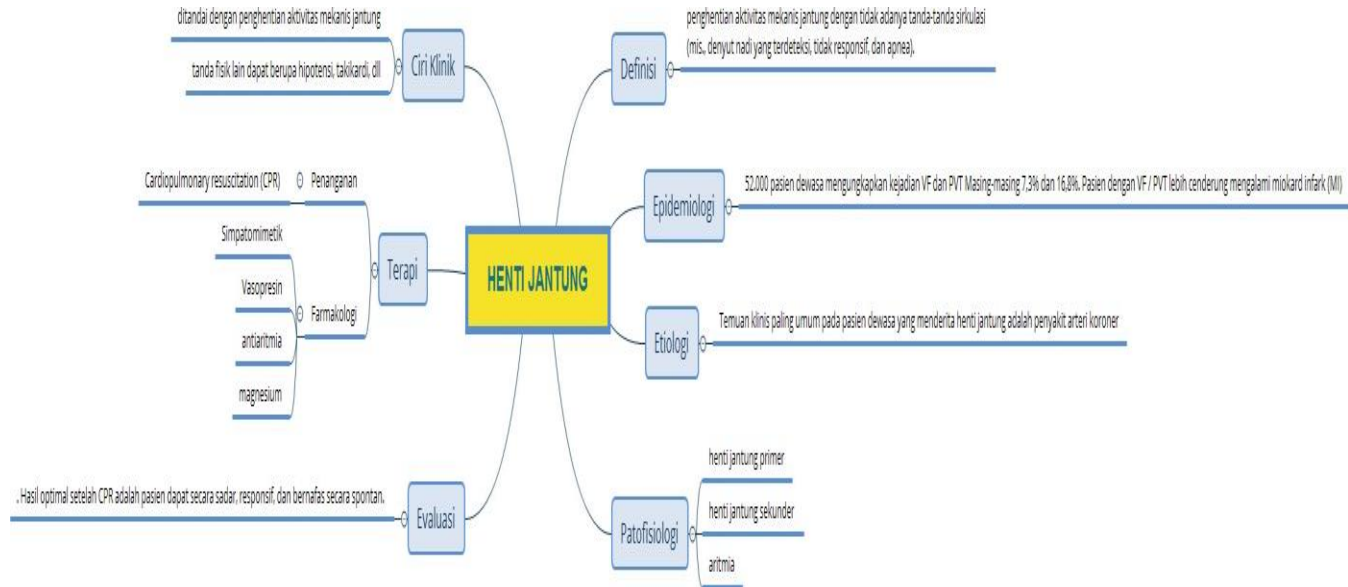 HENTI JANTUNG
Definisi
penghentian aktivitas mekanis jantung dengan tidak adanya tanda-tanda sirkulasi
(mis., denyut nadi yang terdeteksi, tidak responsif, dan apnea).
Epidemiologi
52.000 pasien dewasa mengungkapkan kejadian VF dan PVT Masing-masing 7,3% dan 16,8%. Pasien dengan VF / PVT lebih cenderung mengalami miokard infark (MI)
Etiologi
Temuan klinis paling umum pada pasien dewasa yang menderita henti jantung adalah penyakit arteri koroner
Patofisiologi
henti jantung primer
henti jantung sekunder
aritmia
Ciri Klinik
ditandai dengan penghentian aktivitas mekanis jantung
tanda fisik lain dapat berupa hipotensi, takikardi, dll
Terapi
Penanganan
Cardiopulmonary resuscitation (CPR)
Farmakologi
Simpatomimetik
Vasopresin
antiaritmia
magnesium
Evaluasi
. Hasil optimal setelah CPR adalah pasien dapat secara sadar, responsif, dan bernafas secara spontan.